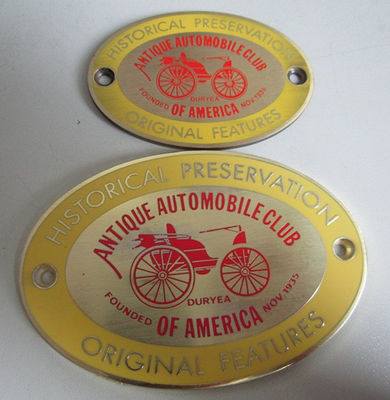 HISTORICAL PRESERVATION
ANTIQUE AUTOMOBILE CLUB
DURYEA
FOUNDED NOV. 1935
OF AMERICA
ORIGINAL FEATURES
HISTORICAL PRESERVATION
ANTIQUE AUTOMOBILE CLUB
DURYEA
FOUNDED NOV. 1935
OF AMERICA
ORIGINAL FEATURES